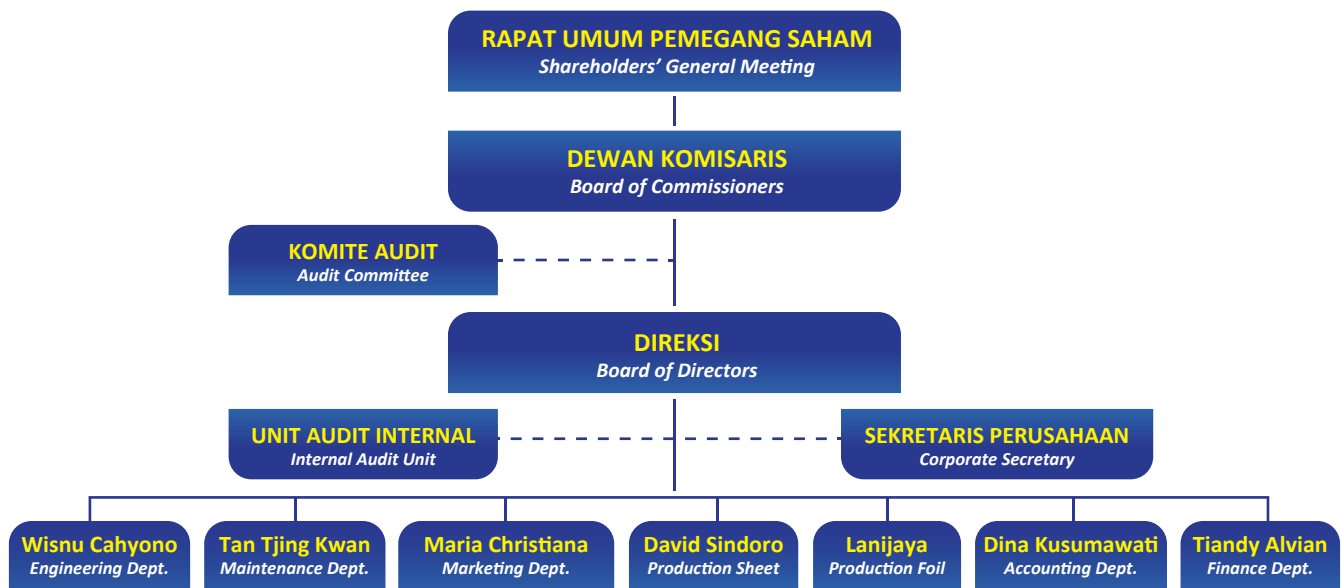 RAPAT UMUM PEMEGANG SAHAM
Shareholders’ General Meeting
DEWAN KOMISARIS
Board of Commissioners
KOMITE AUDIT
Audit Committee
DIREKSI
Board of Directors
UNIT AUDIT INTERNAL
Internal Audit Unit
SEKRETARIS PERUSAHAAN
Corporate Secretary
Wisnu Cahyono
Engineering Dept.
Tan Tjing Kwan
Maintenance Dept.
Maria Christiana
Marketing Dept.
David Sindoro
Production Sheet
Lanijaya
Production Foil
Dina Kusumawati
Accounting Dept.
Tiandy Alvian
Finance Dept.